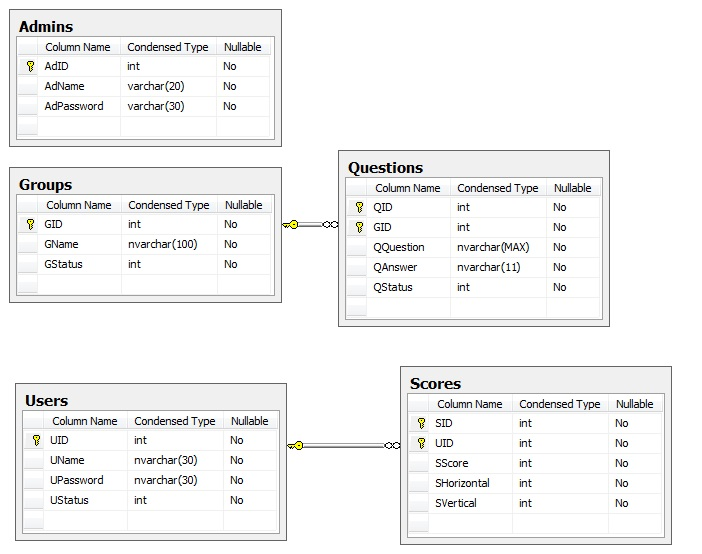 Admins
Column Name Condensed Type Nullable
AdID int No
AdName varchar(20) No
AdPassword varchar(30) No
Groups
Column Name Condensed Type Nullable
GID int No
GName nvarchar(100) No
GStatus int No
Questions
Column Name Condensed Type Nullable
QID int No
GID int No
QQuestion nvarchar(MAX) No
QAnswer nvarchar(11) No
QStatus int No
Users
Column Name Condensed Type Nullable
UID int No
UName nvarchar(30) No
UPassword nvarchar(30) No
UStatus int No
Scores
Column Name Condensed Type Nullable
SID int No
UID int No
SScore int No
SHorizontal int No
SVertical int No